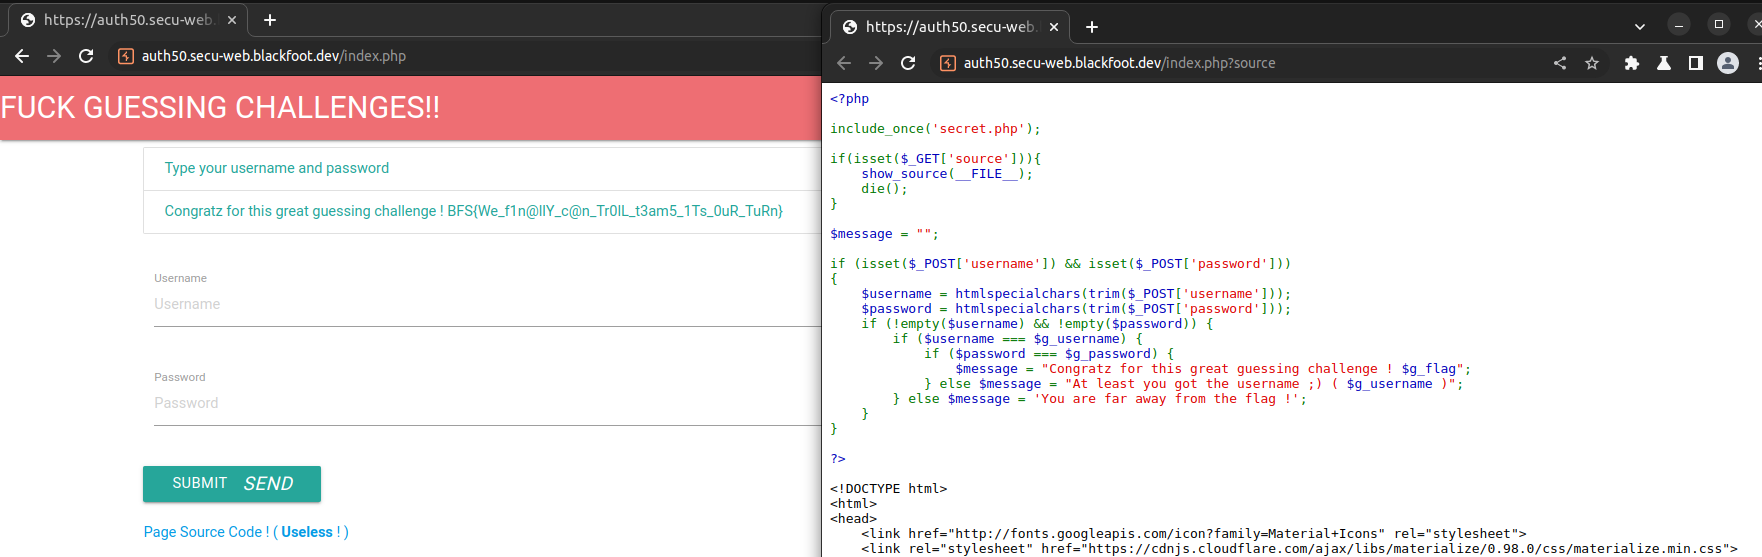 https://auth50.secu-web.
auth50.secu-web.blackfoot.dev/index.php
FUCK GUESSING CHALLENGES!!
Type your username and password
Congratz for this great guessing challenge ! BFS{We_f1n@llY_c@n_Tr0lL_t3am5_1Ts_0uR_TuRn}
Username
Username
Password
Password
SUBMIT SEND
Page Source Code ! ( Useless ! )
https://auth50.secu-web.
auth50.secu-web.blackfoot.dev/index.php?source
<?php
include_once('secret.php');
if(isset($_GET['source'])){
    show_source(__FILE__);
    die();
}
$message = "";
if (isset($_POST['username']) && isset($_POST['password']))
{
    $username = htmlspecialchars(trim($_POST['username']));
    $password = htmlspecialchars(trim($_POST['password']));
    if (!empty($username) && !empty($password)) {
        if ($username === $g_username) {
            if ($password === $g_password) {
                $message = "Congratz for this great guessing challenge ! $g_flag";
            } else $message = "At least you got the username ;) ( $g_username )";
        } else $message = 'You are far away from the flag !';
    }
}
?>
<!DOCTYPE html>
<html>
<head>
    <link href="http://fonts.googleapis.com/icon?family=Material+Icons" rel="stylesheet">
    <link rel="stylesheet" href="https://cdnjs.cloudflare.com/ajax/libs/materialize/0.98.0/css/materialize.min.css">